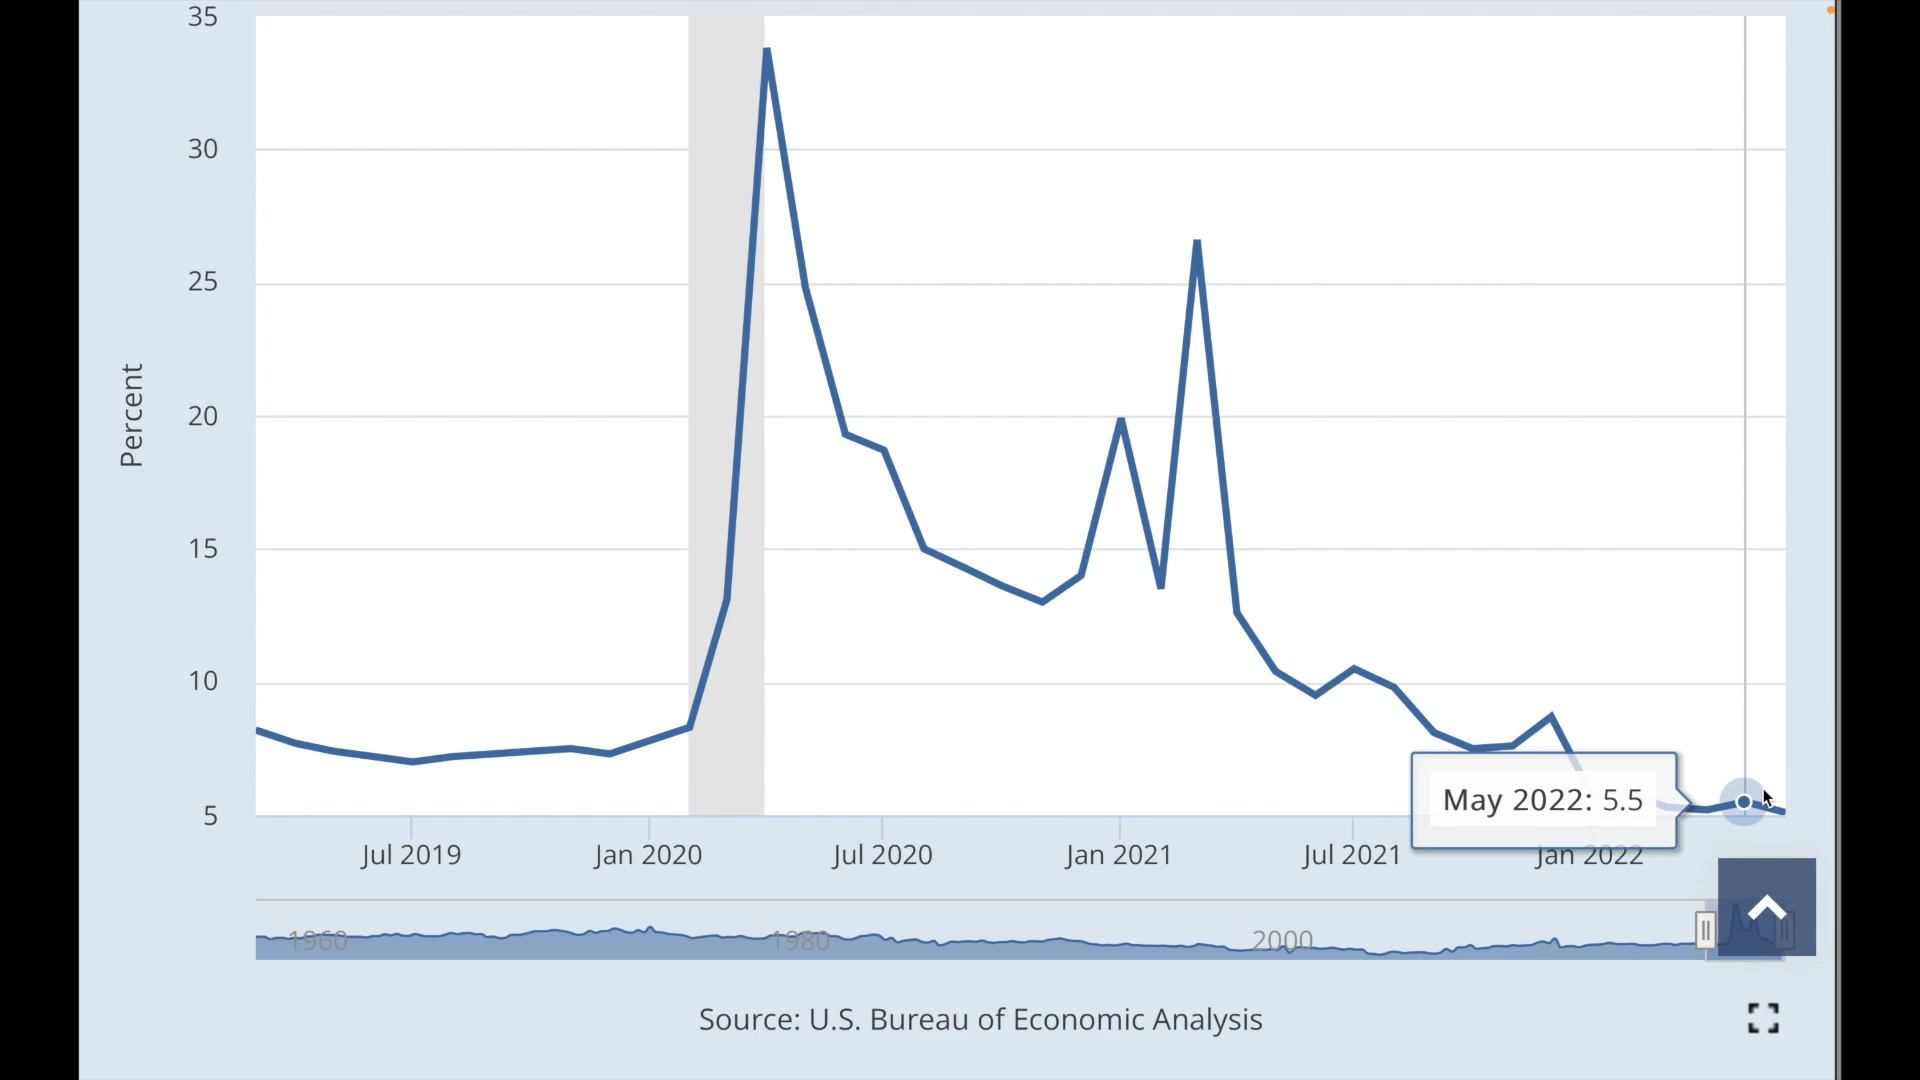 35
30
25
20
15
10
5
Percent
May 2022: 5.5
Jul 2019
Jan 2020
Jul 2020
Jan 2021
Jul 2021
Jan 2022
1960
1980
2000
Source: U.S. Bureau of Economic Analysis